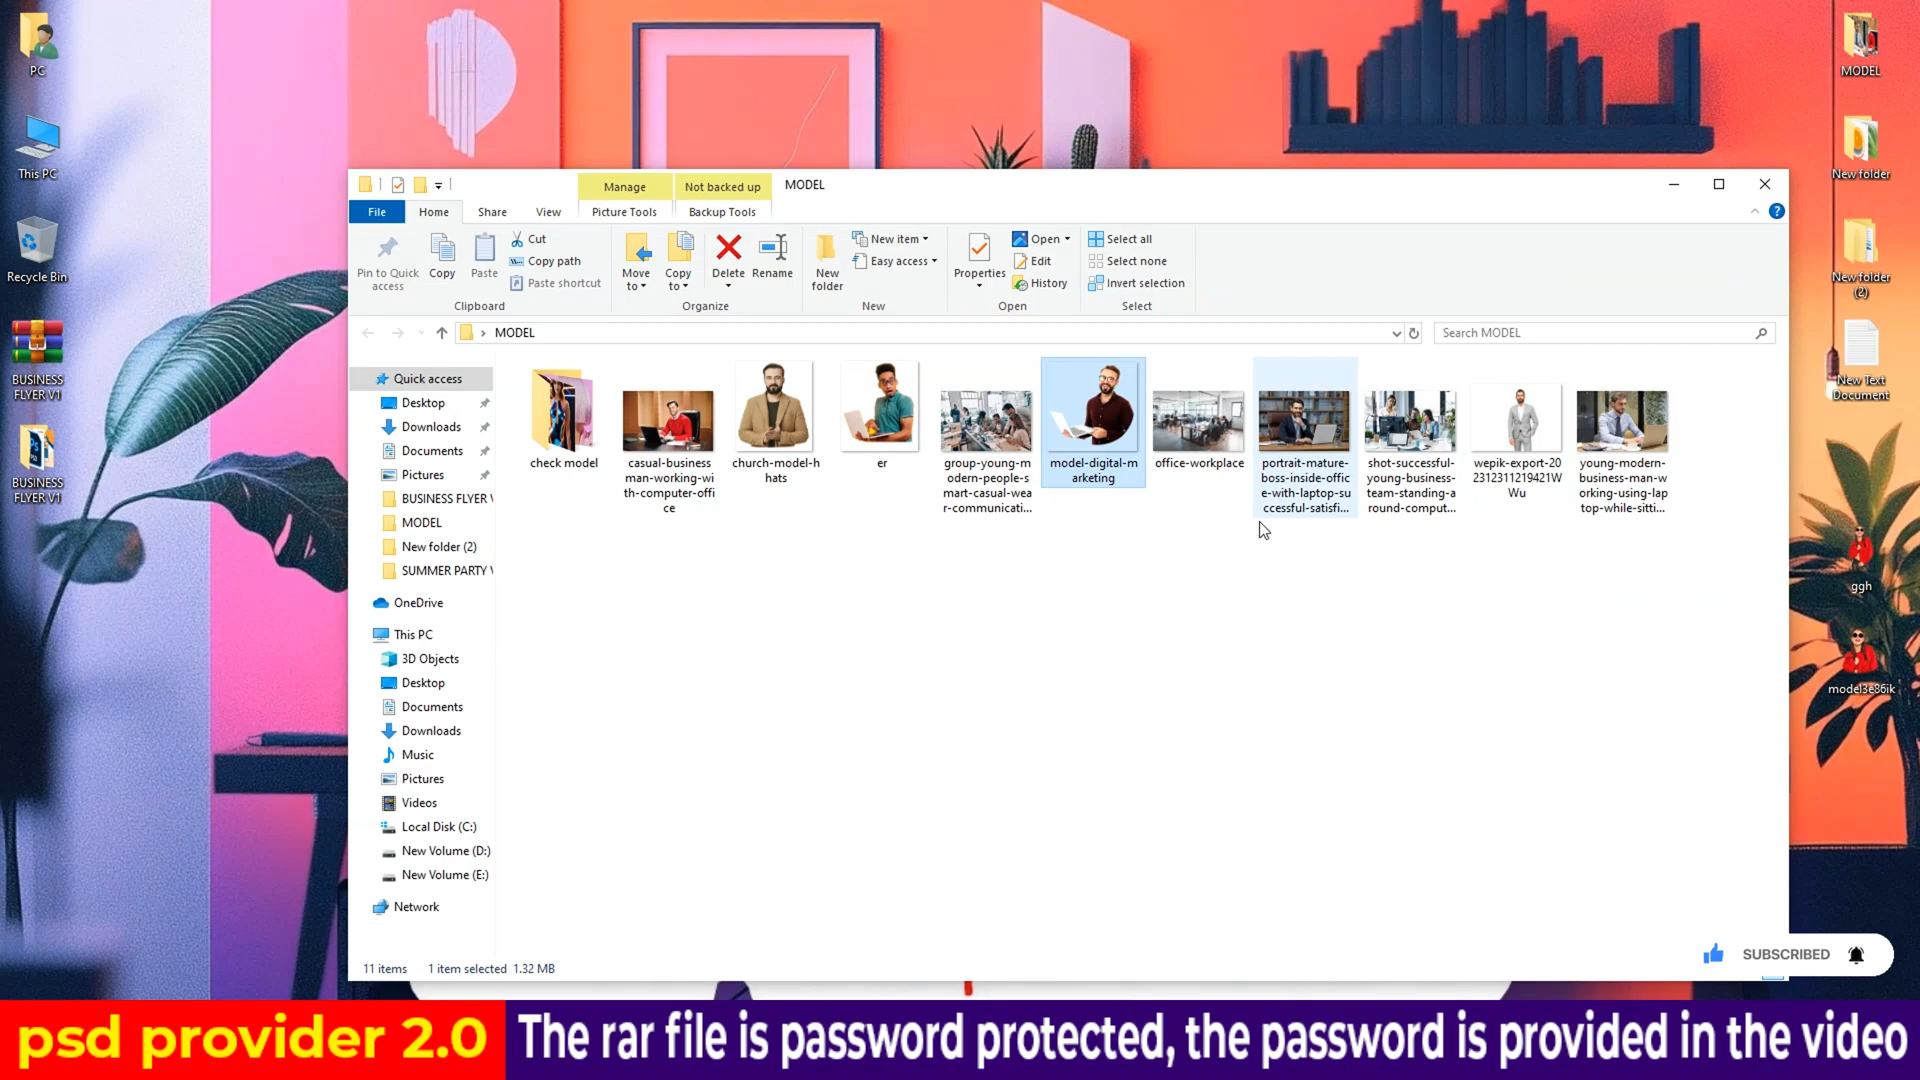 PC
This PC
Recycle Bin
BUSINESS
FLYER V1
BUSINESS
FLYER V1
Manage
Not backed up
MODEL
File
Home
Share
View
Picture Tools
Backup Tools
Pin to Quick
access
Copy
Paste
Cut
Copy path
Paste shortcut
Clipboard
Move
to
Copy
to
Delete
Rename
Organize
New
folder
New item
Easy access
New
Properties
Open
Edit
History
Open
Select all
Select none
Invert selection
Select
MODEL
Search MODEL
Quick access
Desktop
Downloads
Documents
Pictures
BUSINESS FLYER V
MODEL
New folder (2)
SUMMER PARTY V
OneDrive
This PC
3D Objects
Desktop
Documents
Downloads
Music
Pictures
Videos
Local Disk (C:)
New Volume (D:)
New Volume (E:)
Network
check model
casual-business
man-working-wi
th-computer-offi
ce
church-model-h
hats
er
group-young-m
odern-people-s
mart-casual-wea
r-communicati...
model-digital-m
arketing
office-workplace
portrait-mature-
boss-inside-offic
e-with-laptop-su
ccessful-satisfi...
shot-successful-
young-business-
team-standing-a
round-comput...
wepik-export-20
2312311219421W
Wu
young-modern-
business-man-w
orking-using-lap
top-while-sitti...
11 items
1 item selected 1.32 MB
MODEL
New folder
New folder
(2)
New Text
Document
ggh
model3e86ik
SUBSCRIBED
psd provider 2.0
The rar file is password protected, the password is provided in the video